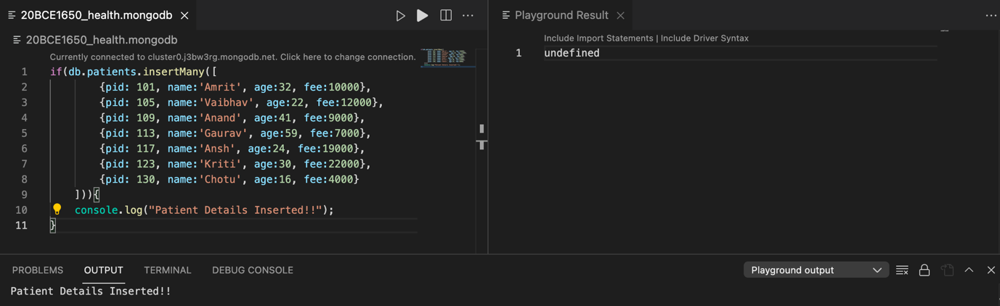 20BCE1650_health.mongodb
Playground Result
20BCE1650_health.mongodb
Currently connected to cluster0.j3bw3rg.mongodb.net. Click here to change connection.
1 if(db.patients.insertMany([
2 {pid: 101, name:'Amrit', age:32, fee:10000},
3 {pid: 105, name:'Vaibhav', age:22, fee:12000},
4 {pid: 109, name:'Anand', age:41, fee:9000},
5 {pid: 113, name:'Gaurav', age:59, fee:7000},
6 {pid: 117, name:'Ansh', age:24, fee:19000},
7 {pid: 123, name:'Kriti', age:30, fee:22000},
8 {pid: 130, name:'Chotu', age:16, fee:4000}
9 ])){
10 console.log("Patient Details Inserted!!");
11 }
Include Import Statements | Include Driver Syntax
1 undefined
PROBLEMS OUTPUT TERMINAL DEBUG CONSOLE
Playground output
Patient Details Inserted!!